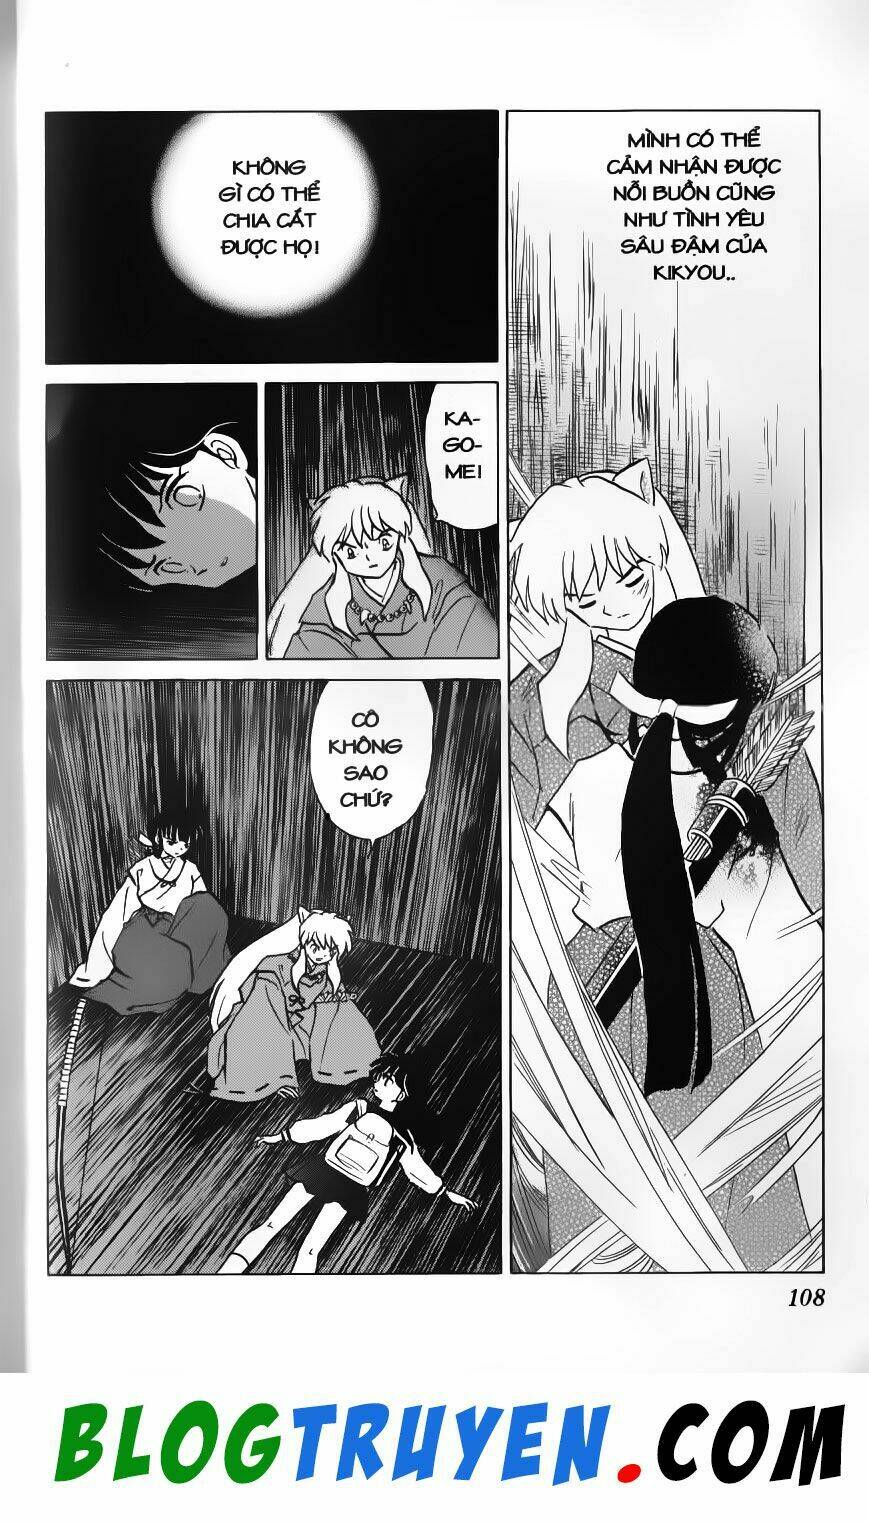 MÌNH CÓ THỂ
CẢM NHẬN ĐƯỢC
NỖI BUỒN CŨNG
NHƯ TÌNH YÊU
SÂU ĐẬM CỦA
KIKYOU..
KHÔNG
GÌ CÓ THỂ
CHIA CẮT
ĐƯỢC HỌ!
KA-
GO-
ME!
CÔ
KHÔNG
SAO
CHỨ?
108
BLOGTRUYEN.COM